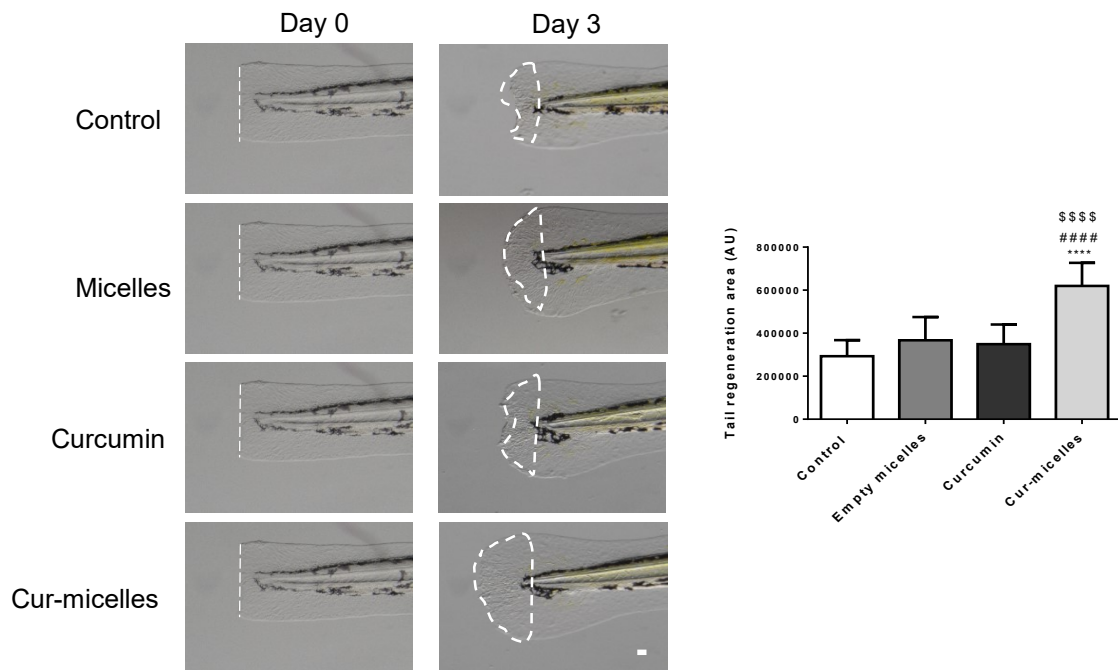 Day 0
Day 3
Control
Micelles
Curcumin
Cur-micelles
$$$$
####
****
Tail regeneration area (AU)
800000
600000
400000
200000
0
Control
Empty micelles
Curcumin
Cur-micelles